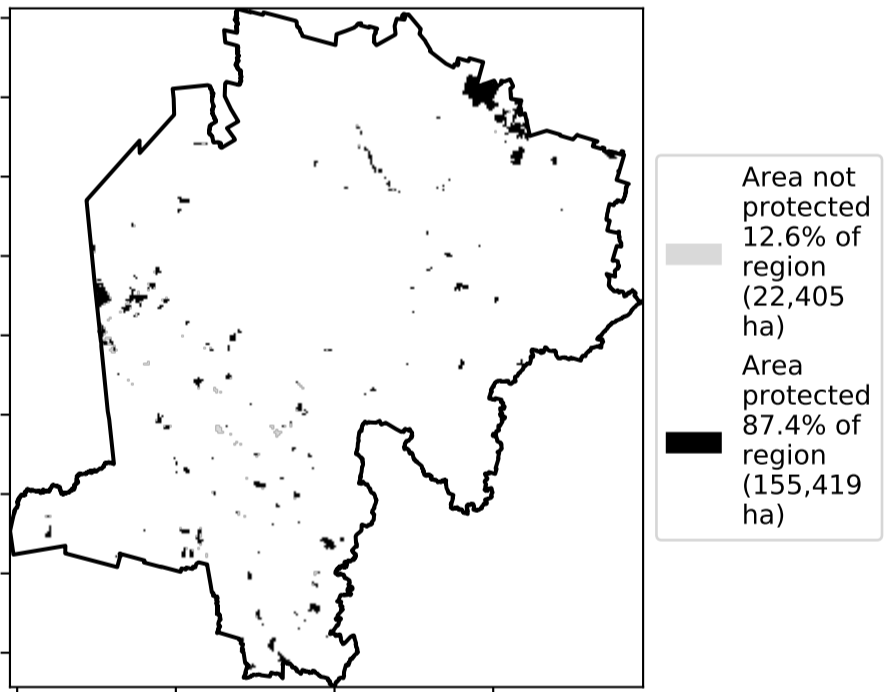 Area not
protected
12.6% of
region
(22,405
ha)
Area
protected
87.4% of
region
(155,419
ha)